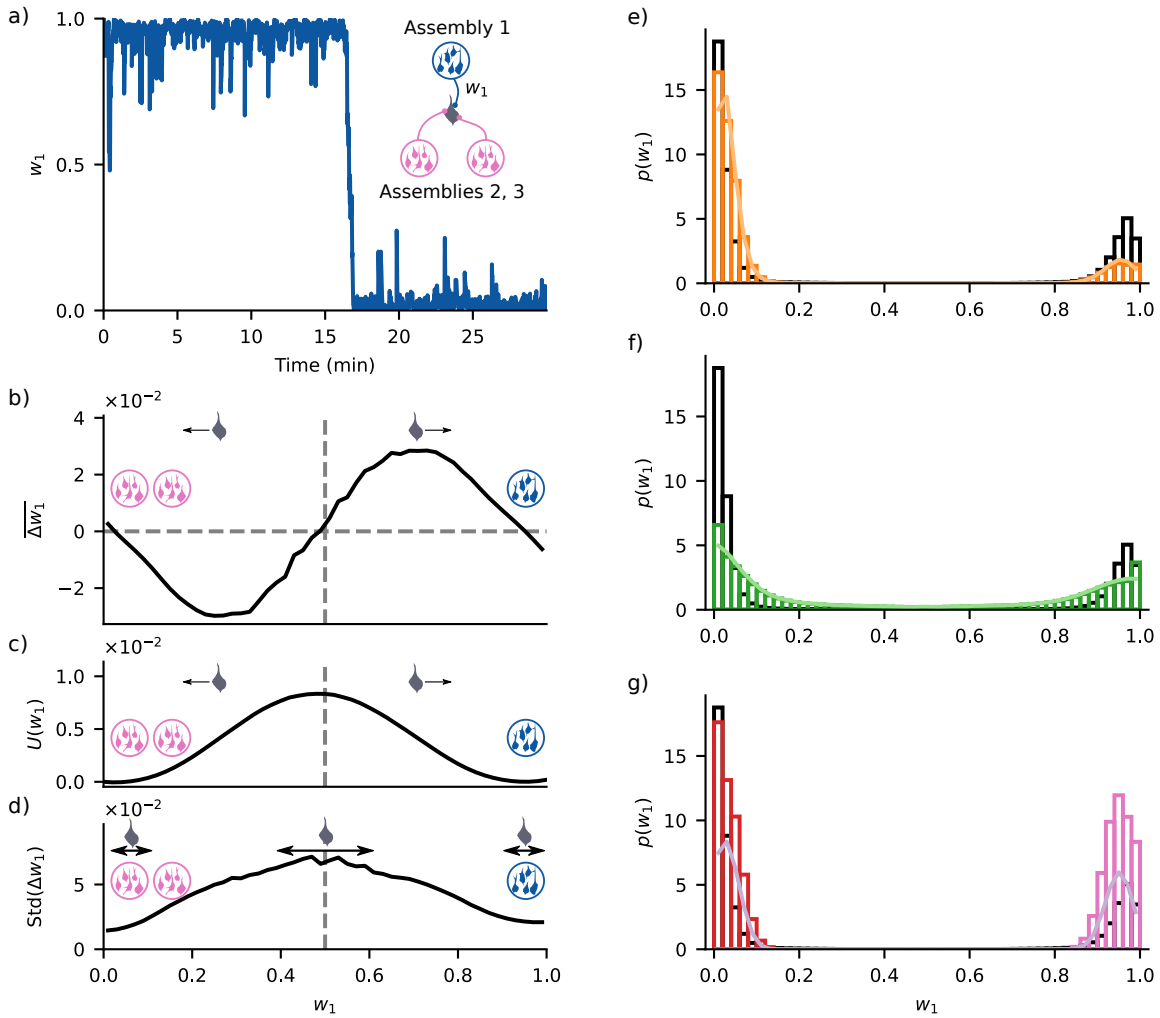 a)
1.0
0.5
0.0
w₁
0 5 10 15 20 25
Time (min)
Assembly 1
w₁
Assemblies 2, 3
b)
×10⁻²
4
2
0
−2
Δw₁
c)
×10⁻²
1.0
0.5
0.0
U(w₁)
d)
×10⁻²
5
0
Std(Δw₁)
0.0 0.2 0.4 0.6 0.8 1.0
w₁
e)
15
10
5
0
p(w₁)
0.0 0.2 0.4 0.6 0.8 1.0
f)
15
10
5
0
p(w₁)
0.0 0.2 0.4 0.6 0.8 1.0
g)
15
10
5
0
p(w₁)
0.0 0.2 0.4 0.6 0.8 1.0
w₁